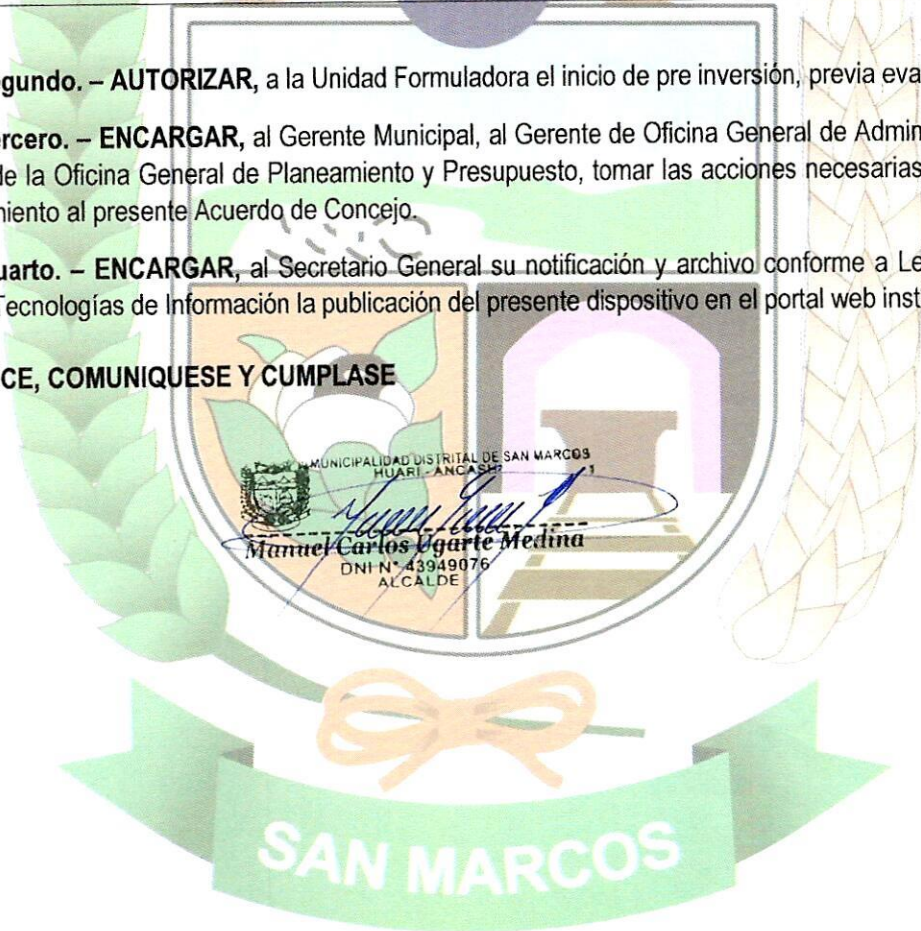 gundo. – AUTORIZAR, a la Unidad Formuladora el inicio de pre inversión, previa eva
rcero. – ENCARGAR, al Gerente Municipal, al Gerente de Oficina General de Admin
de la Oficina General de Planeamiento y Presupuesto, tomar las acciones necesarias
niento al presente Acuerdo de Concejo.
uarto. – ENCARGAR, al Secretario General su notificación y archivo conforme a Le
Tecnologías de Información la publicación del presente dispositivo en el portal web inst
CE, COMUNIQUESE Y CUMPLASE
MUNICIPALIDAD DISTRITAL DE SAN MARCOS
HUARI - ANCASH
Manuel Carlos Ugarte Medina
DNI N° 43949076
ALCALDE
SAN MARCOS